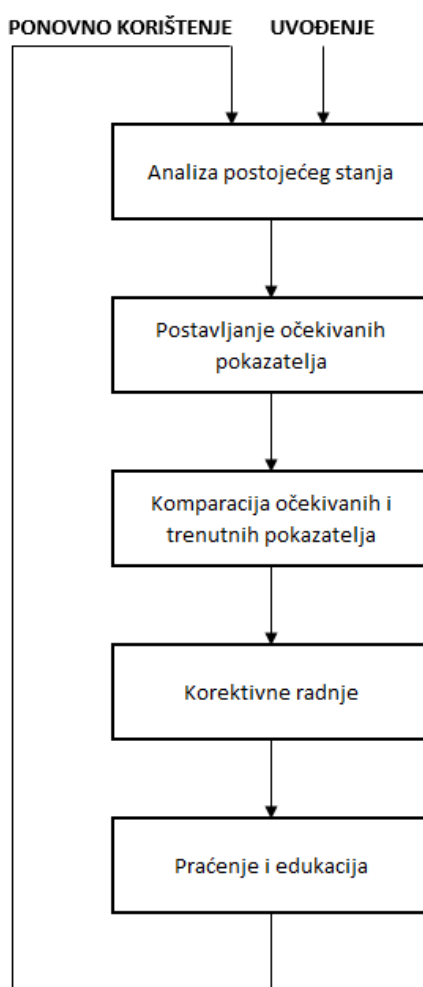 PONOVNO KORIŠTENJE UVOĐENJE
Analiza postojećeg stanja
Postavljanje očekivanih
pokazatelja
Komparacija očekivanih i
trenutnih pokazatelja
Korektivne radnje
Praćenje i edukacija